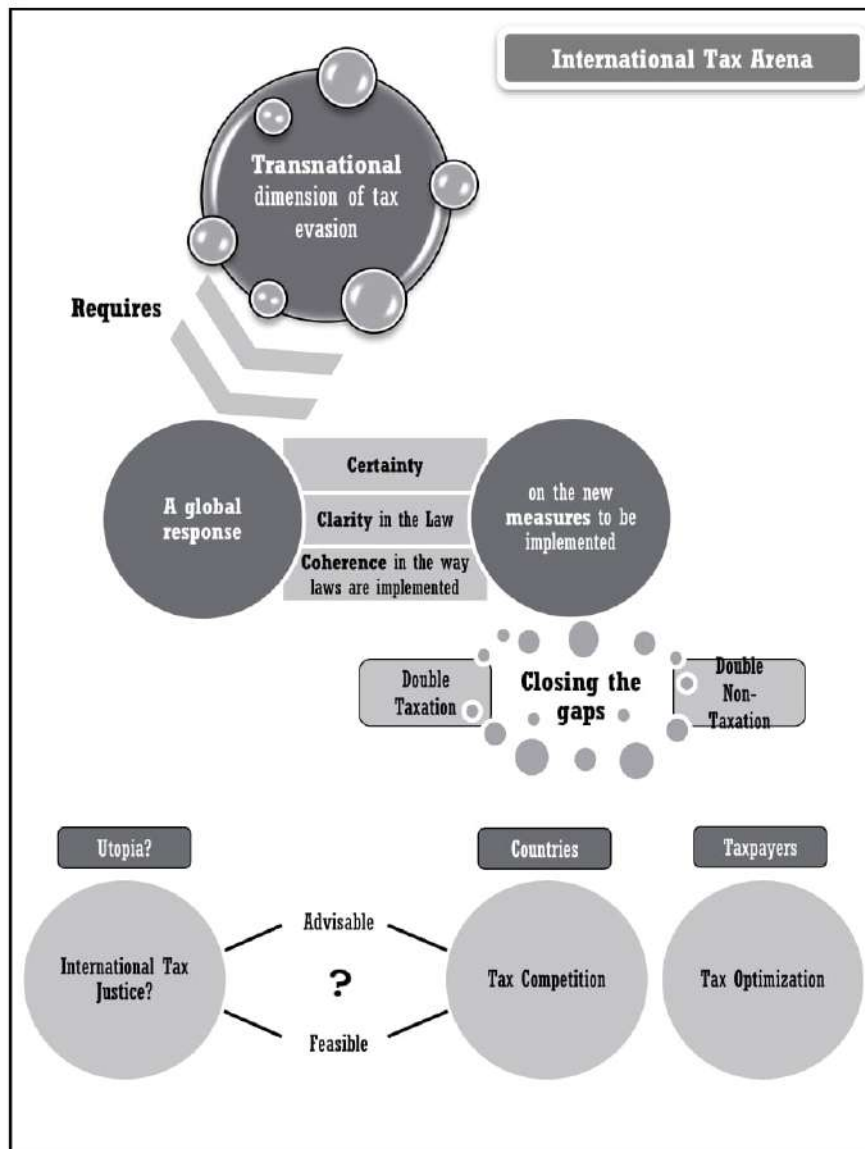 International Tax Arena
Transnational
dimension of tax
evasion
Requires
A global
response
Certainty
Clarity in the Law
Coherence in the way
laws are implemented
on the new
measures to be
implemented
Double
Taxation
Closing the
gaps
Double
Non-
Taxation
Utopia?
Countries
Taxpayers
International Tax
Justice?
Advisable
?
Feasible
Tax Competition
Tax Optimization